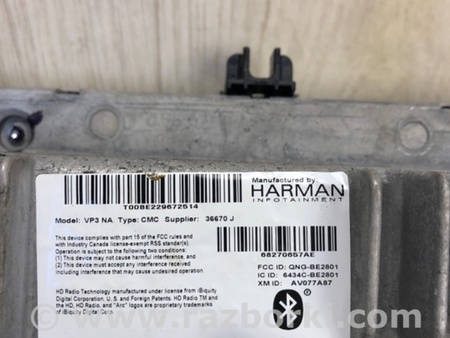 Manufactured by:
HARMAN
INFOTAINMENT
T00BE229672514
Model: VP3 NA Type: CMC Supplier: 36670 J
This device complies with part 15 of the FCC rules and
with Industry Canada license-exempt RSS standard(s).
Operation is subject to the following two conditions:
(1) This device may not cause harmful interference, and
(2) This device must accept any interference including
interference that may cause undesirable operation of
this device.
68270657AE
FCC ID: QNG-BE2801
IC ID: 6434C-BE2801
XM ID: AV077A87
HD Radio Technology manufactured under license from iBiquity
Digital Corporation. U.S. and Foreign Patents. HD Radio TM and
the HD, HD Radio, and "Arc" logos are proprietary trademarks
of iBiquity Digital Corp.
www.razborka.com